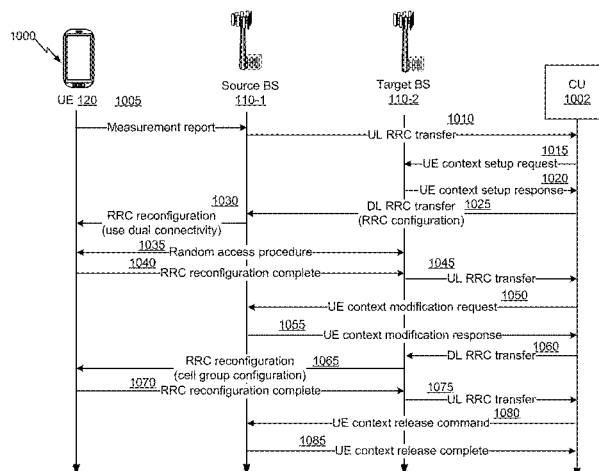 1000
Source BS
110-1
Target BS
110-2
CU
1002
UE 120
1005
Measurement report
1010
UL RRC transfer
1015
UE context setup request
1020
UE context setup response
1025
DL RRC transfer
(RRC configuration)
1030
RRC reconfiguration
(use dual connectivity)
1035
Random access procedure
1040
RRC reconfiguration complete
1045
UL RRC transfer
1050
UE context modification request
1055
UE context modification response
1060
DL RRC transfer
1065
RRC reconfiguration
(cell group configuration)
1070
RRC reconfiguration complete
1075
UL RRC transfer
1080
UE context release command
1085
UE context release complete